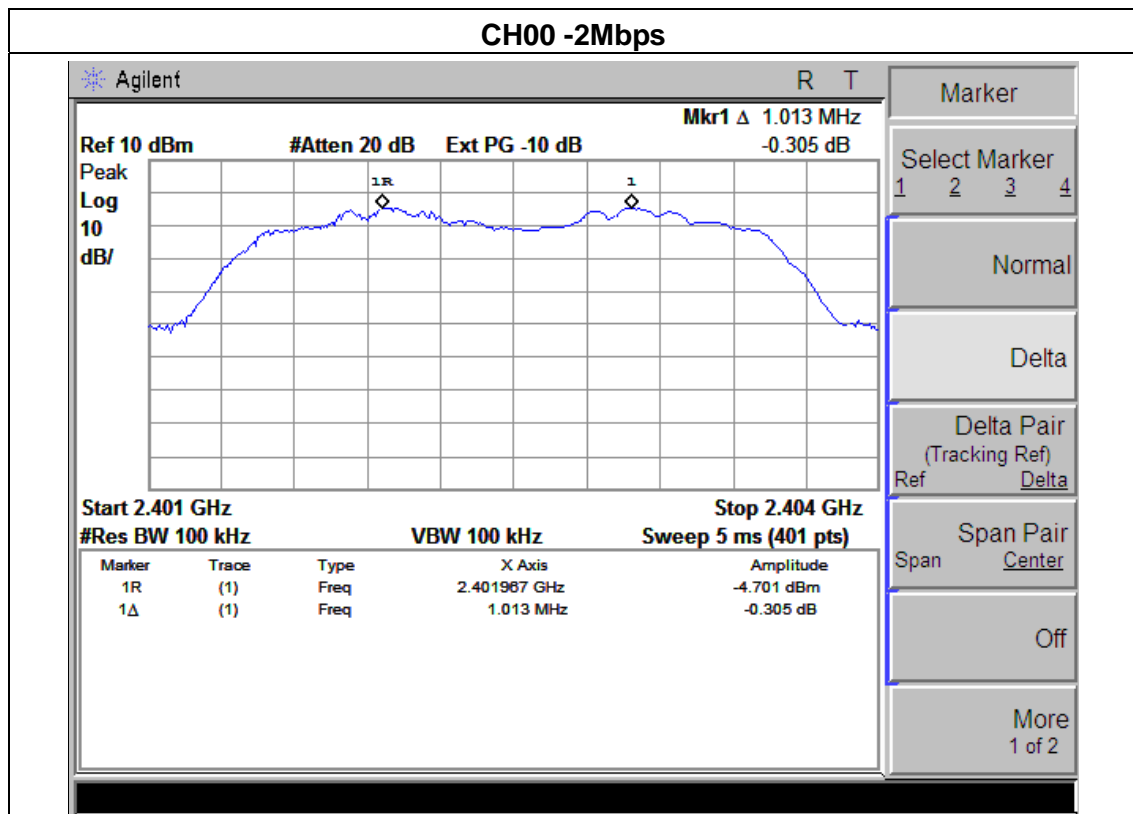 CH00 -2Mbps
Agilent R T
Mkr1 Δ 1.013 MHz
Ref 10 dBm #Atten 20 dB Ext PG -10 dB -0.305 dB
Peak
Log
10
dB/
1R 1
Start 2.401 GHz Stop 2.404 GHz
#Res BW 100 kHz VBW 100 kHz Sweep 5 ms (401 pts)
Marker Trace Type X Axis Amplitude
1R (1) Freq 2.401967 GHz -4.701 dBm
1Δ (1) Freq 1.013 MHz -0.305 dB
Marker
Select Marker
1 2 3 4
Normal
Delta
Delta Pair
(Tracking Ref)
Ref Delta
Span Pair
Span Center
Off
More
1 of 2